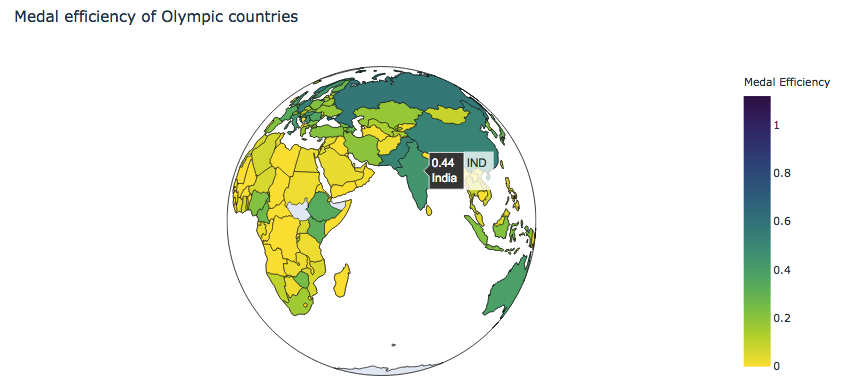 Medal efficiency of Olympic countries
Medal Efficiency
1
0.8
0.6
0.4
0.2
0
0.44
India
IND